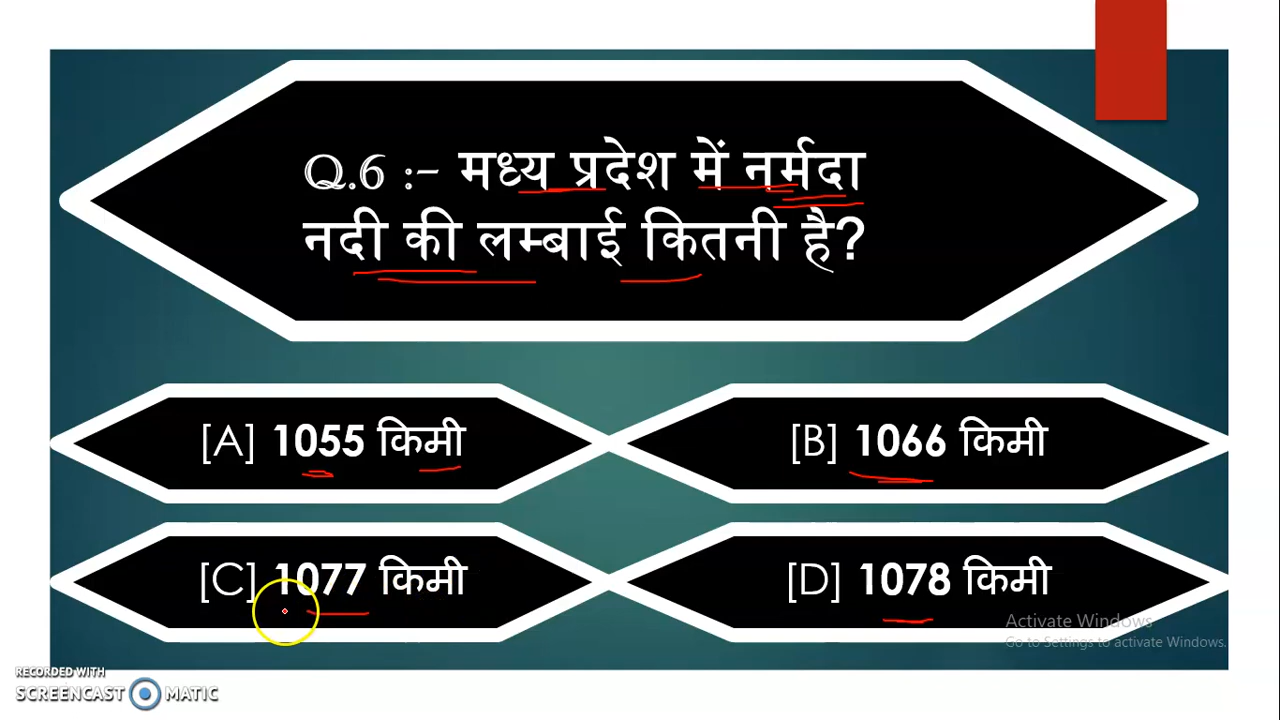 Q.6 :- मध्य प्रदेश में नर्मदा
नदी की लम्बाई कितनी है?
[A] 1055 किमी
[B] 1066 किमी
[C] 1077 किमी
[D] 1078 किमी
Activate Windows
Go to Settings to activate Windows.
RECORDED WITH
SCREENCAST MATIC